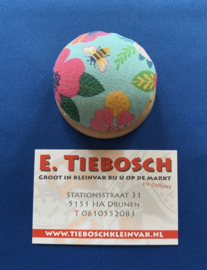 E. TIEBOSCH
GROOT IN KLEINVAK BIJ U OP DE MARKT
EN ONLINE
STATIONSSTRAAT 31
5151 HA DRUNEN
T 0610552083
WWW.TIEBOSCHKLEINVAK.NL